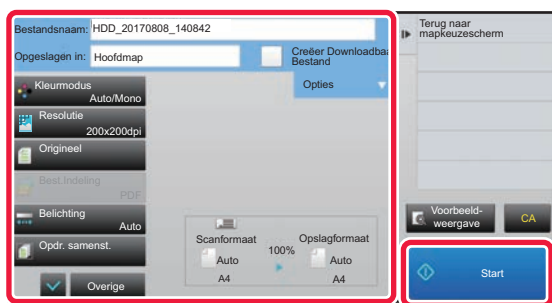 Bestandsnaam: HDD_20170808_140842
Opgeslagen in: Hoofdmap
Creëer Downloadbaa
Bestand
Opties
Kleurmodus
Auto/Mono
Resolutie
200x200dpi
Origineel
Best.Indeling
PDF
Belichting
Auto
Opdr. samenst.
Overige
Scanformaat
100%
Opslagformaat
Auto
Auto
A4
A4
Terug naar
mapkeuzescherm
Voorbeeld-
weergave
CA
Start